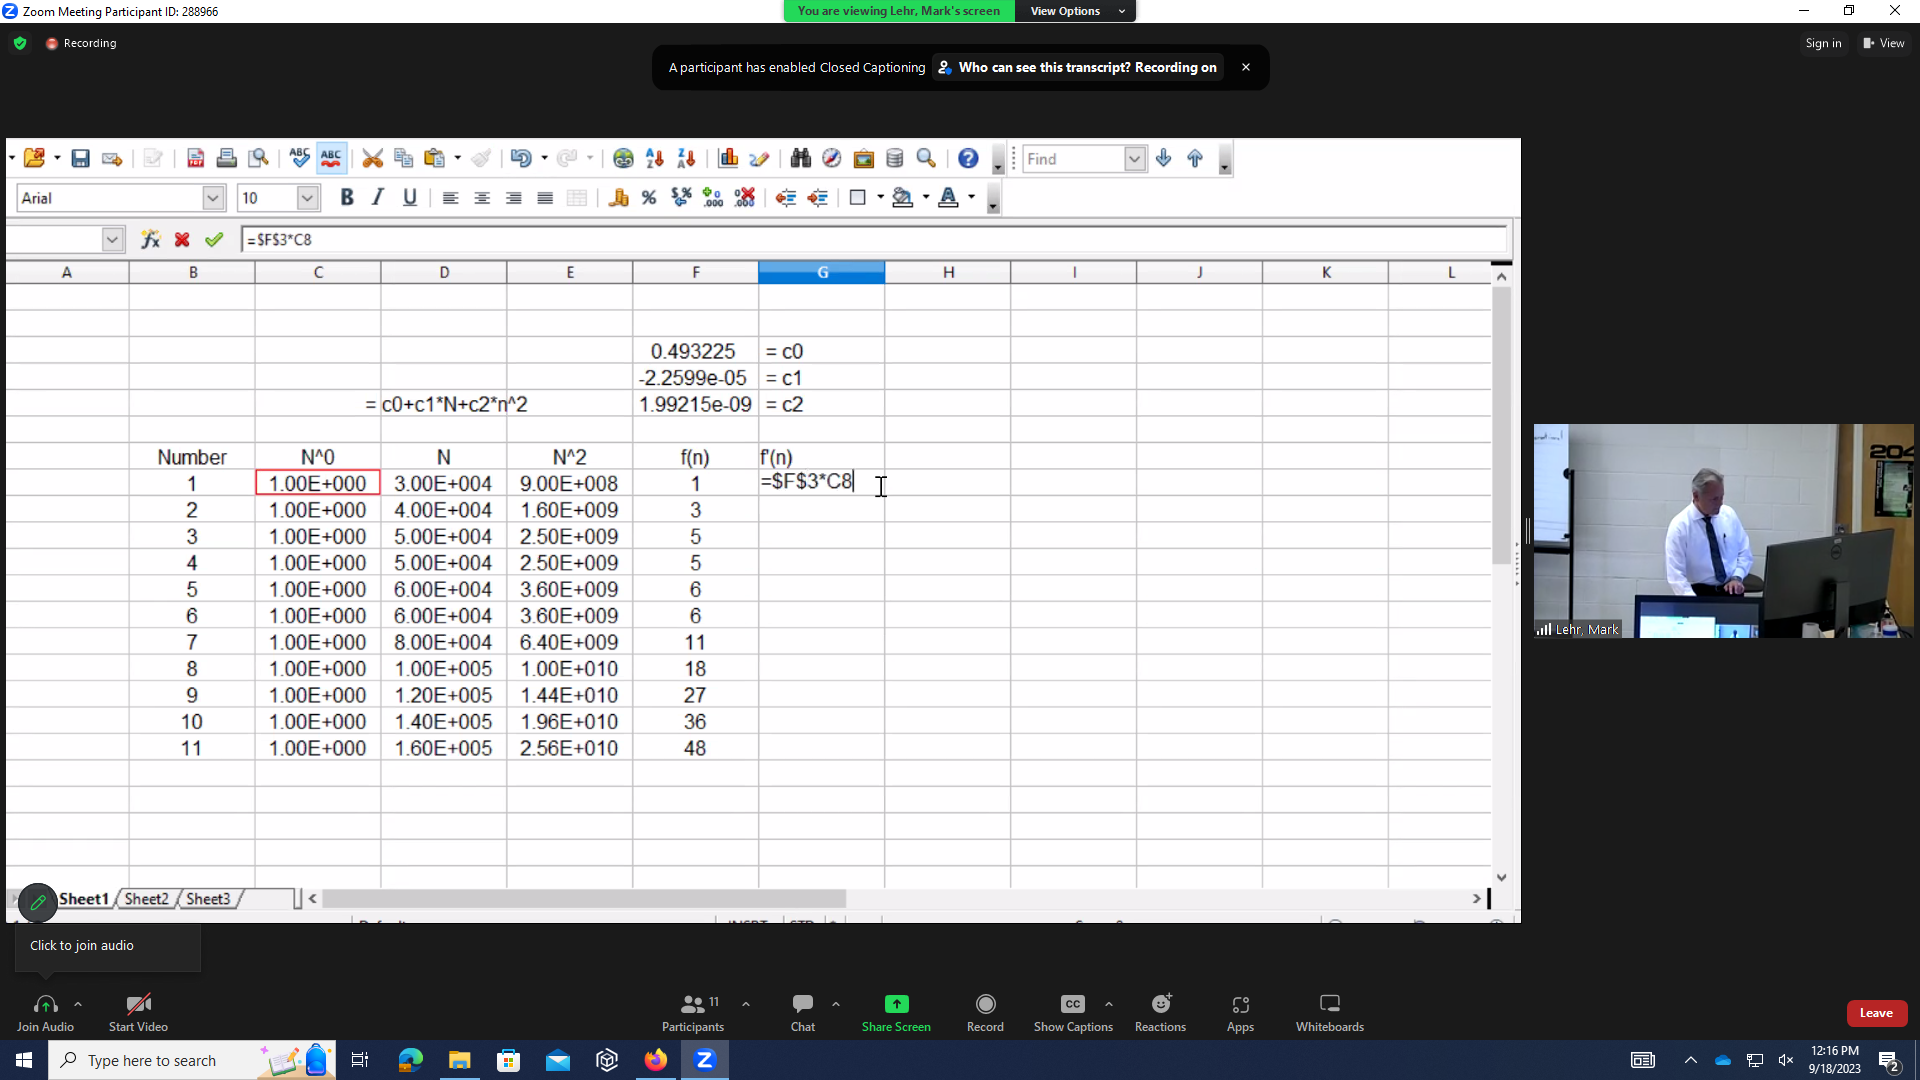 Zoom Meeting Participant ID: 288966
You are viewing Lehr, Mark's screen
View Options
Recording
Sign in
View
A participant has enabled Closed Captioning
Who can see this transcript? Recording on
Find
Arial
10
=$F$3*C8
A B C D E F G H I J K L
0.493225 = c0
-2.2599e-05 = c1
= c0+c1*N+c2*n^2 1.99215e-09 = c2
Number N^0 N N^2 f(n) f'(n)
1 1.00E+000 3.00E+004 9.00E+008 1 =$F$3*C8
2 1.00E+000 4.00E+004 1.60E+009 3
3 1.00E+000 5.00E+004 2.50E+009 5
4 1.00E+000 5.00E+004 2.50E+009 5
5 1.00E+000 6.00E+004 3.60E+009 6
6 1.00E+000 6.00E+004 3.60E+009 6
7 1.00E+000 8.00E+004 6.40E+009 11
8 1.00E+000 1.00E+005 1.00E+010 18
9 1.00E+000 1.20E+005 1.44E+010 27
10 1.00E+000 1.40E+005 1.96E+010 36
11 1.00E+000 1.60E+005 2.56E+010 48
204
Lehr, Mark
Sheet1 Sheet2 Sheet3
Click to join audio
Join Audio
Start Video
Participants
11
Chat
Share Screen
Record
CC
Show Captions
Reactions
Apps
Whiteboards
Leave
Type here to search
12:16 PM
9/18/2023
2